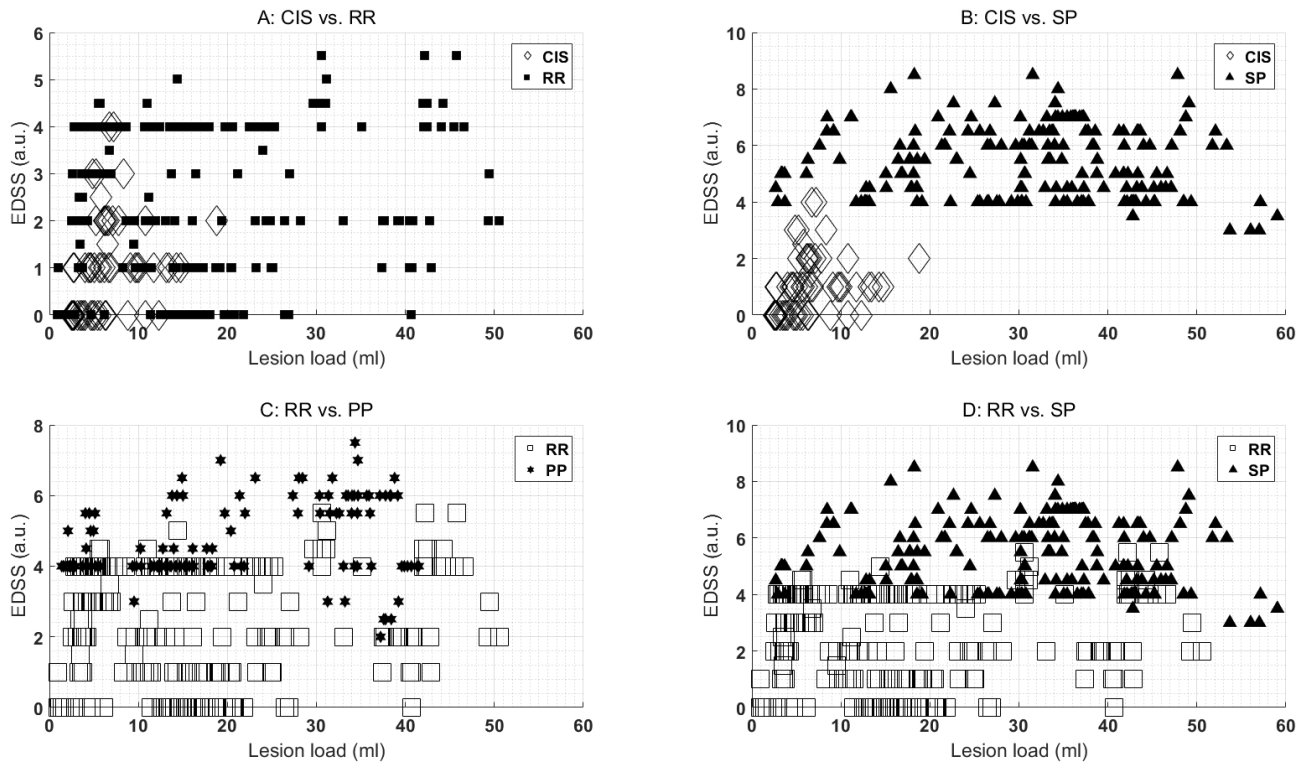 A: CIS vs. RR
EDSS (a.u.)
6
5
4
3
2
1
0
CIS
RR
0 10 20 30 40 50 60
Lesion load (ml)
B: CIS vs. SP
EDSS (a.u.)
10
8
6
4
2
0
CIS
SP
0 10 20 30 40 50 60
Lesion load (ml)
C: RR vs. PP
EDSS (a.u.)
8
6
4
2
0
RR
PP
0 10 20 30 40 50 60
Lesion load (ml)
D: RR vs. SP
EDSS (a.u.)
10
8
6
4
2
0
RR
SP
0 10 20 30 40 50 60
Lesion load (ml)